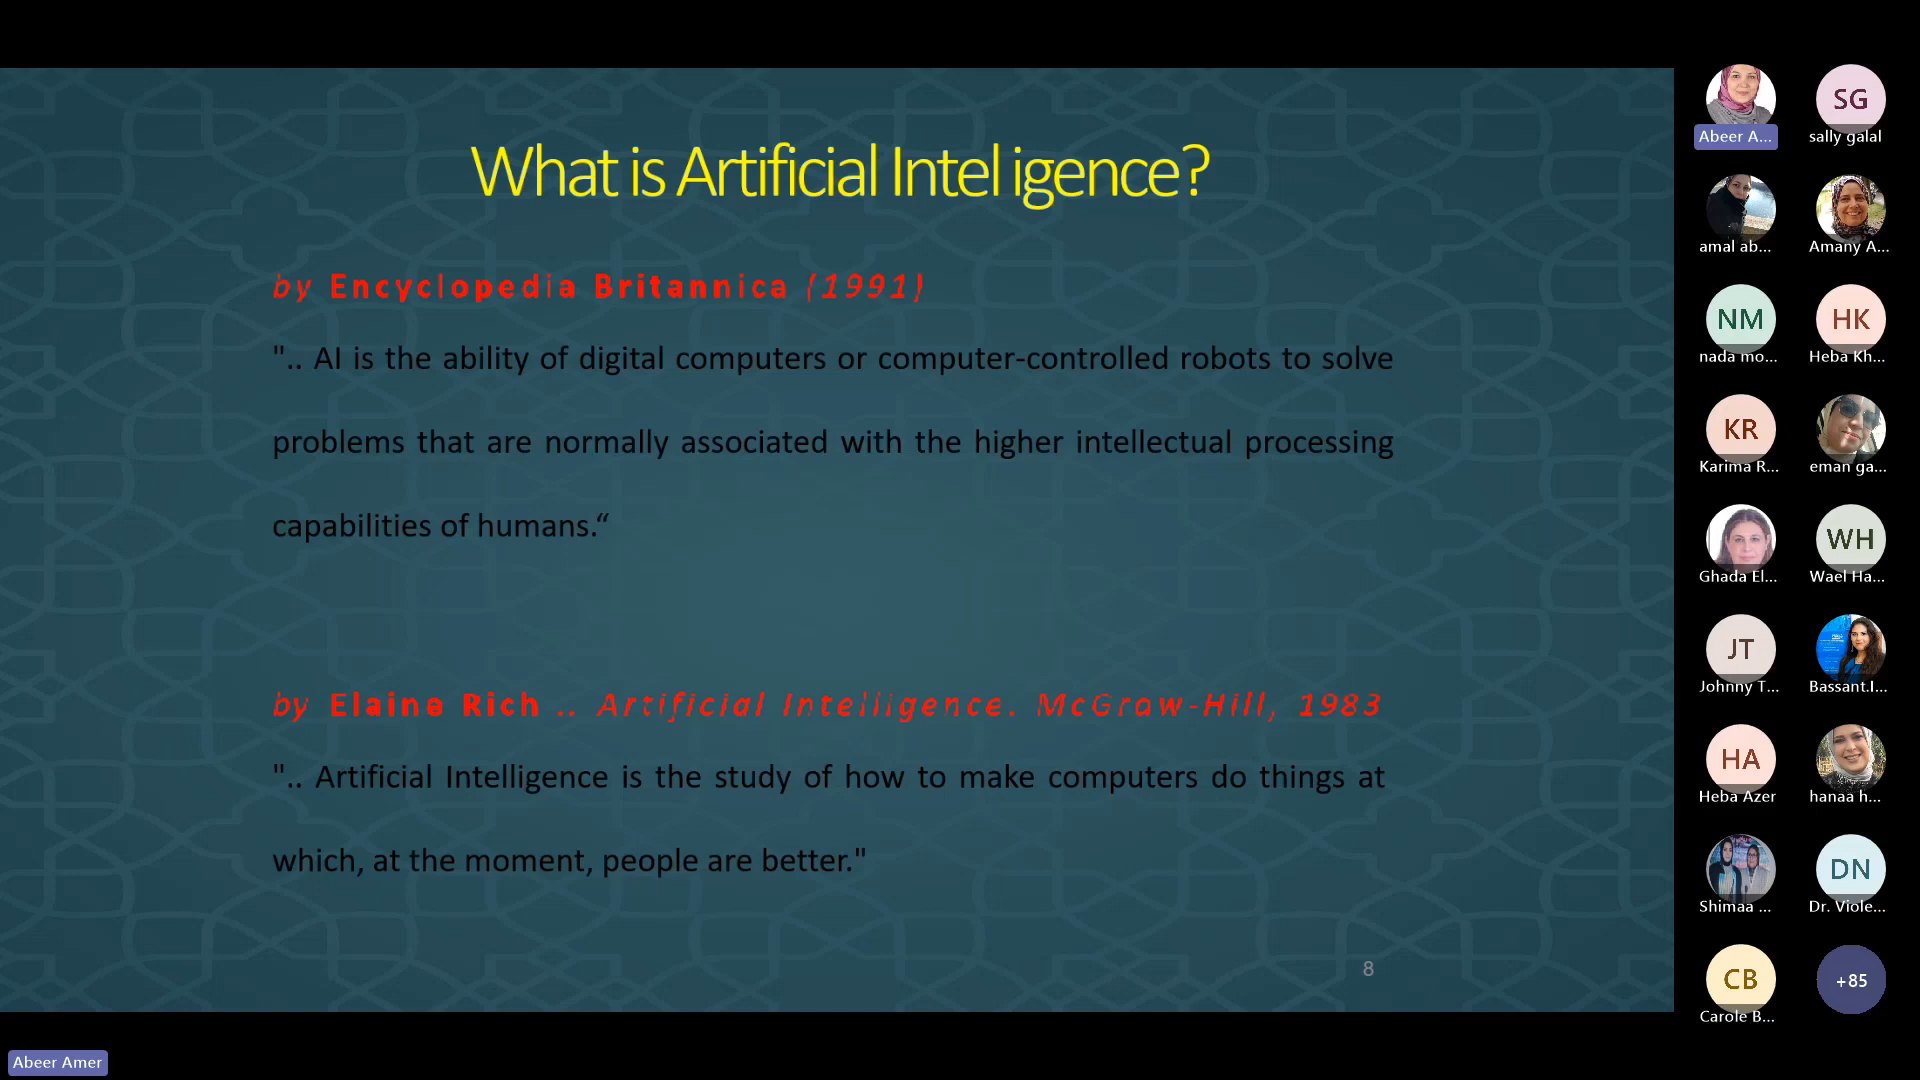 What is Artificial Intel igence?
by Encyclopedia Britannica (1991)
".. AI is the ability of digital computers or computer-controlled robots to solve
problems that are normally associated with the higher intellectual processing
capabilities of humans.“
by Elaine Rich .. Artificial Intelligence. McGraw-Hill, 1983
".. Artificial Intelligence is the study of how to make computers do things at
which, at the moment, people are better."
8
Abeer A...
SG
sally galal
amal ab...
Amany A...
NM
nada mo...
HK
Heba Kh...
KR
Karima R...
eman ga...
Ghada El...
WH
Wael Ha...
JT
Johnny T...
Bassant.I...
HA
Heba Azer
hanaa h...
Shimaa ...
DN
Dr. Viole...
CB
Carole B...
+85
Abeer Amer